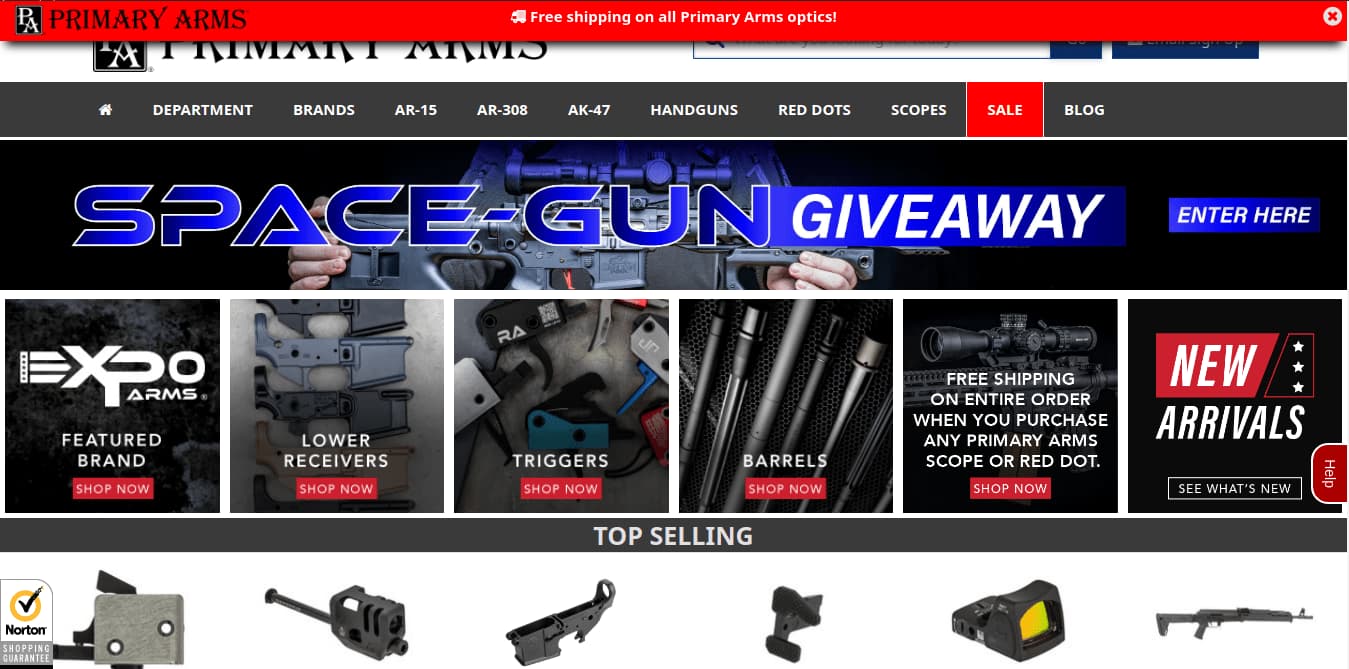 PA PRIMARY ARMS
Free shipping on all Primary Arms optics!
PA PRIMARY ARMS
Go
Email Sign Up
DEPARTMENT
BRANDS
AR-15
AR-308
AK-47
HANDGUNS
RED DOTS
SCOPES
SALE
BLOG
SPACE-GUN GIVEAWAY
ENTER HERE
EXPO
ARMS
FEATURED
BRAND
SHOP NOW
LOWER
RECEIVERS
SHOP NOW
RA
TRIGGERS
SHOP NOW
BARRELS
SHOP NOW
FREE SHIPPING
ON ENTIRE ORDER
WHEN YOU PURCHASE
ANY PRIMARY ARMS
SCOPE OR RED DOT.
SHOP NOW
NEW
ARRIVALS
SEE WHAT'S NEW
Help
TOP SELLING
Norton
SHOPPING
GUARANTEE